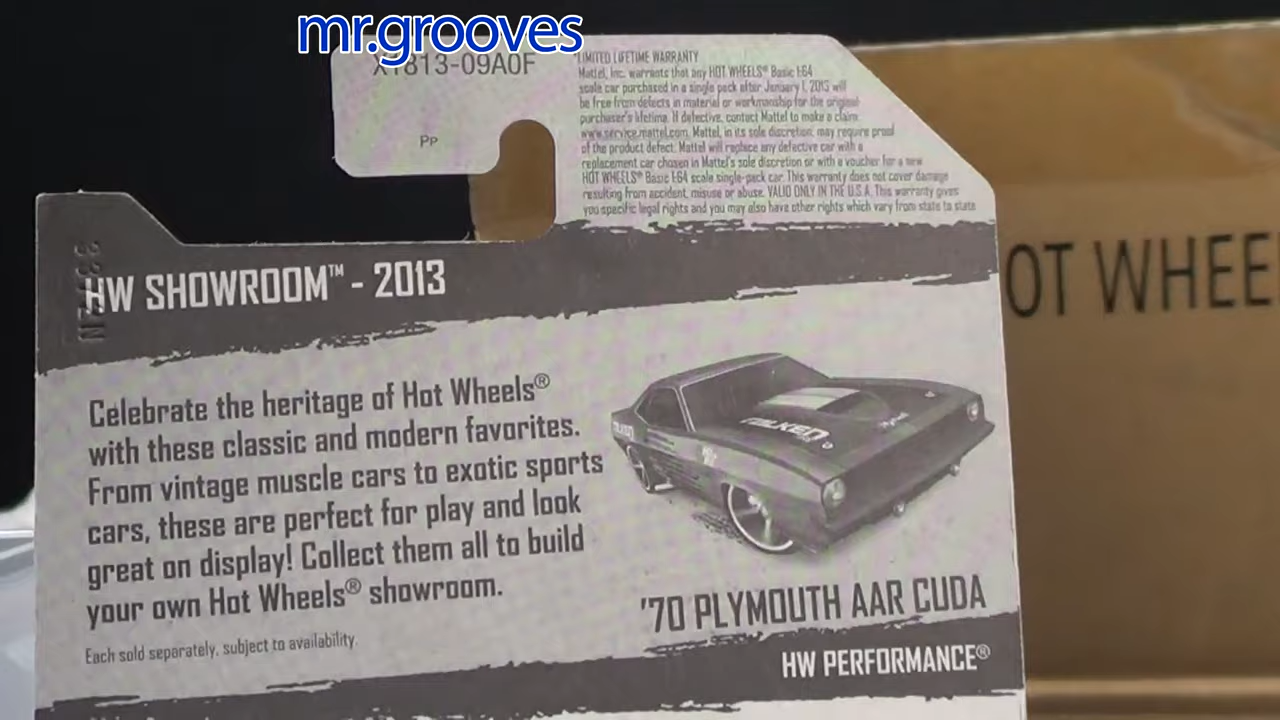 mr.grooves
X1813-09A0F
PP
LIMITED LIFETIME WARRANTY
Mattel, Inc. warrants that any HOT WHEELS® Basic 1:64
scale car purchased in a single pack after January 1, 2013 will
be free from defects in material or workmanship for the original
purchaser's lifetime. If defective, contact Mattel to make a claim.
www.service.mattel.com. Mattel, in its sole discretion, may require proof
of the product defect. Mattel will replace any defective car with a
replacement car chosen in Mattel's sole discretion or with a voucher for a new
HOT WHEELS® Basic 1:64 scale single-pack car. This warranty does not cover damage
resulting from accident, misuse or abuse. VALID ONLY IN THE U.S.A. This warranty gives
you specific legal rights and you may also have other rights which vary from state to state
HW SHOWROOM™ - 2013
OT WHEE
Celebrate the heritage of Hot Wheels®
with these classic and modern favorites.
From vintage muscle cars to exotic sports
cars, these are perfect for play and look
great on display! Collect them all to build
your own Hot Wheels® showroom.
Each sold separately, subject to availability.
FALKEN
'70 PLYMOUTH AAR CUDA
HW PERFORMANCE®